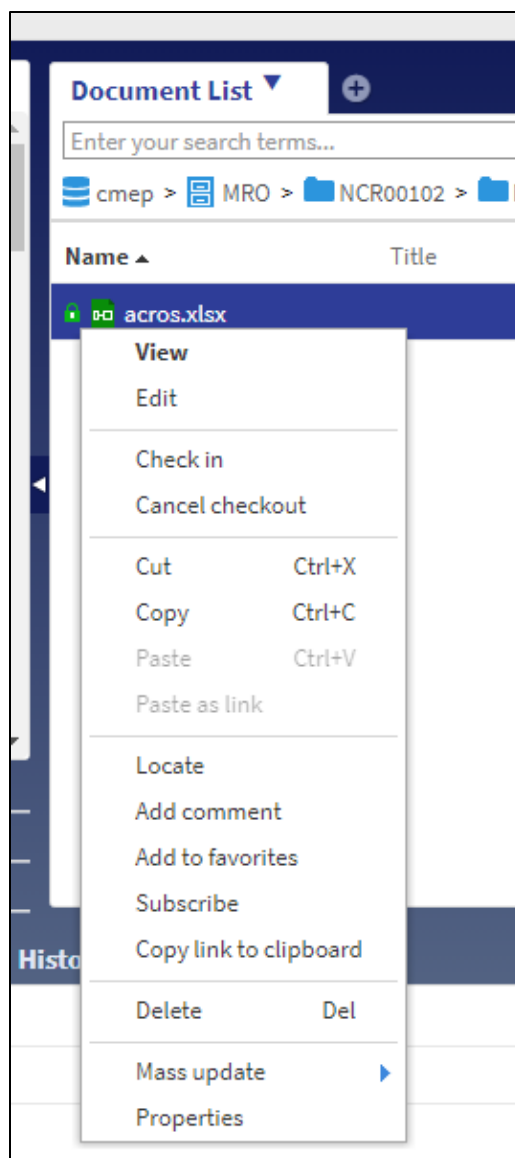 Document List
Enter your search terms...
cmep > MRO > NCR00102 >
Name Title
acros.xlsx
View
Edit
Check in
Cancel checkout
Cut Ctrl+X
Copy Ctrl+C
Paste Ctrl+V
Paste as link
Locate
Add comment
Add to favorites
Subscribe
Copy link to clipboard
Histo
Delete Del
Mass update
Properties